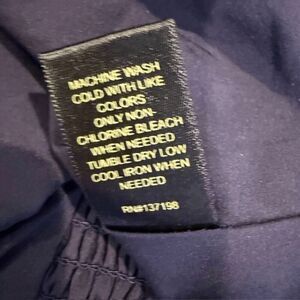 MACHINE WASH
COLD WITH LIKE
COLORS
ONLY NON-
CHLORINE BLEACH
WHEN NEEDED
TUMBLE DRY LOW
COOL IRON WHEN
NEEDED
RN#137198